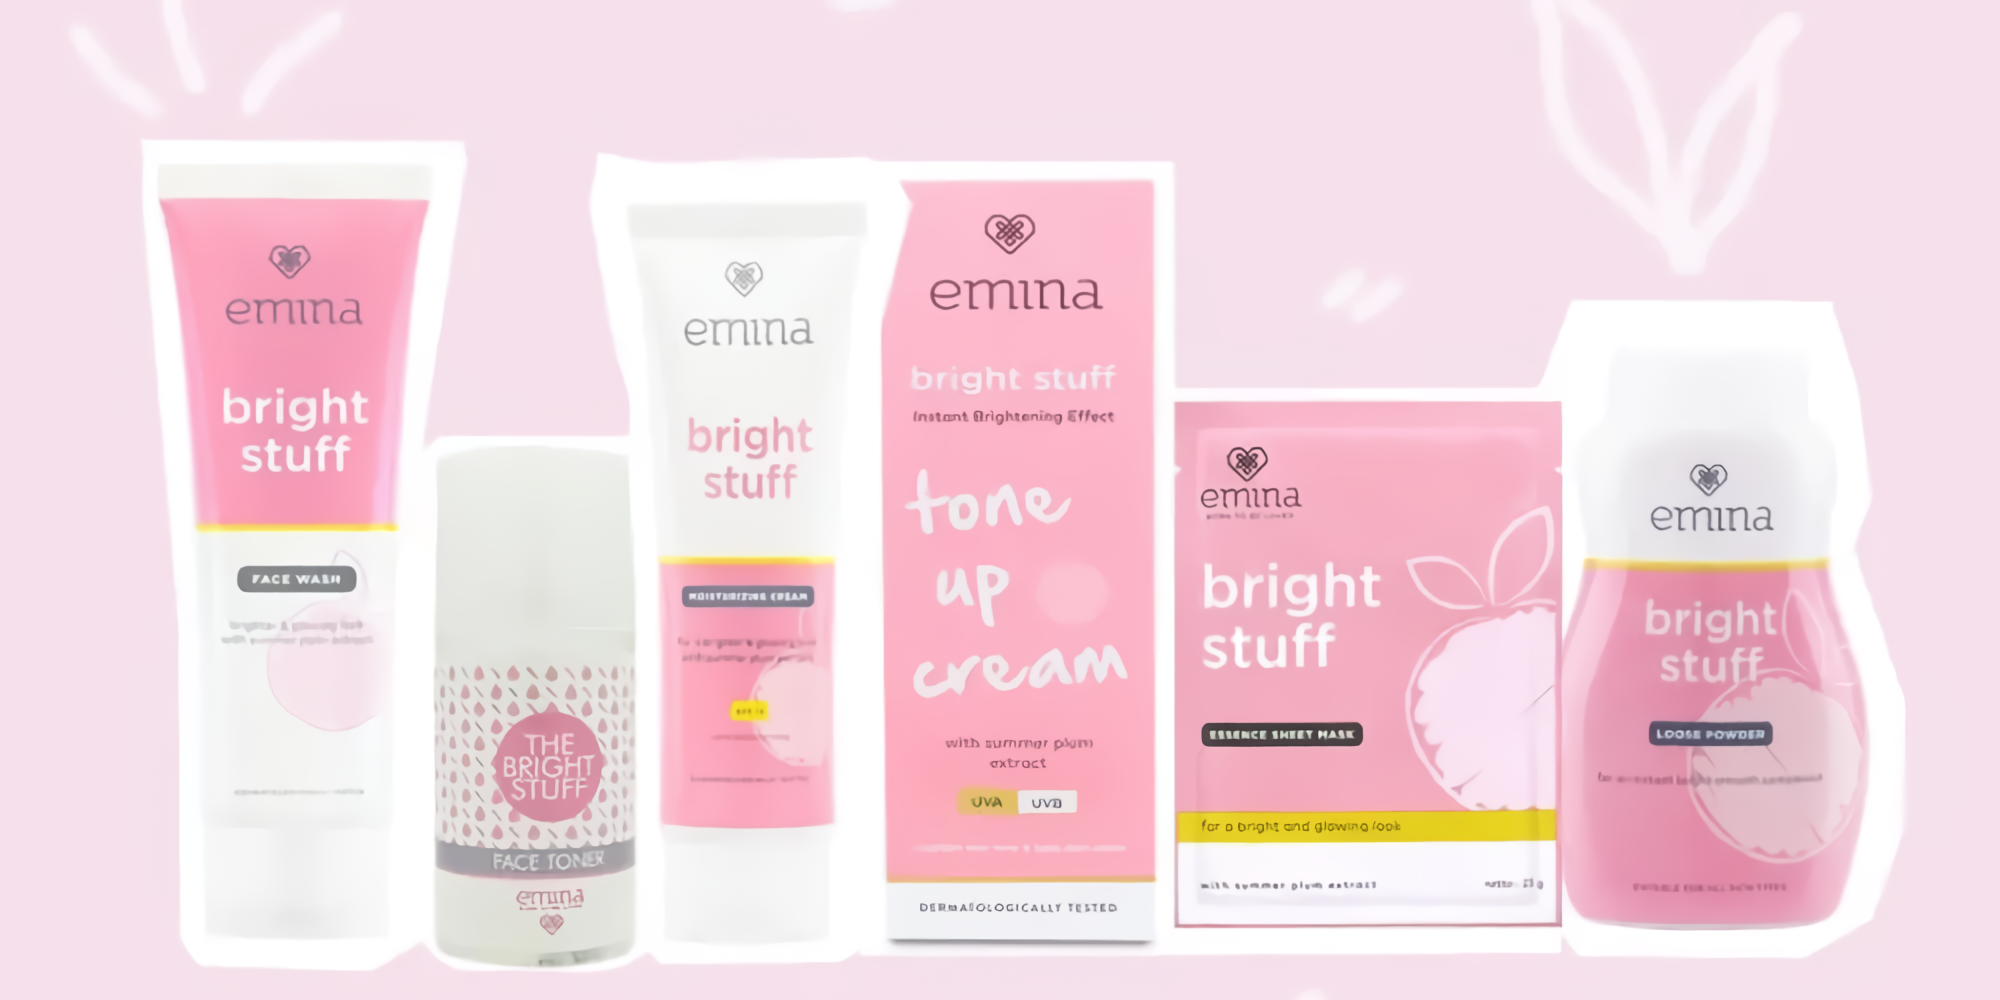 emina
bright
stuff
FACE WASH
THE
BRIGHT
STUFF
FACE TONER
emina
emina
bright
stuff
MOISTURIZING CREAM
emina
bright stuff
Instant Brightening Effect
tone
up
cream
with summer plum
extract
UVA UVB
DERMATOLOGICALLY TESTED
emina
bright
stuff
ESSENCE SHEET MASK
for a bright and glowing look
with summer plum extract
emina
bright
stuff
LOOSE POWDER